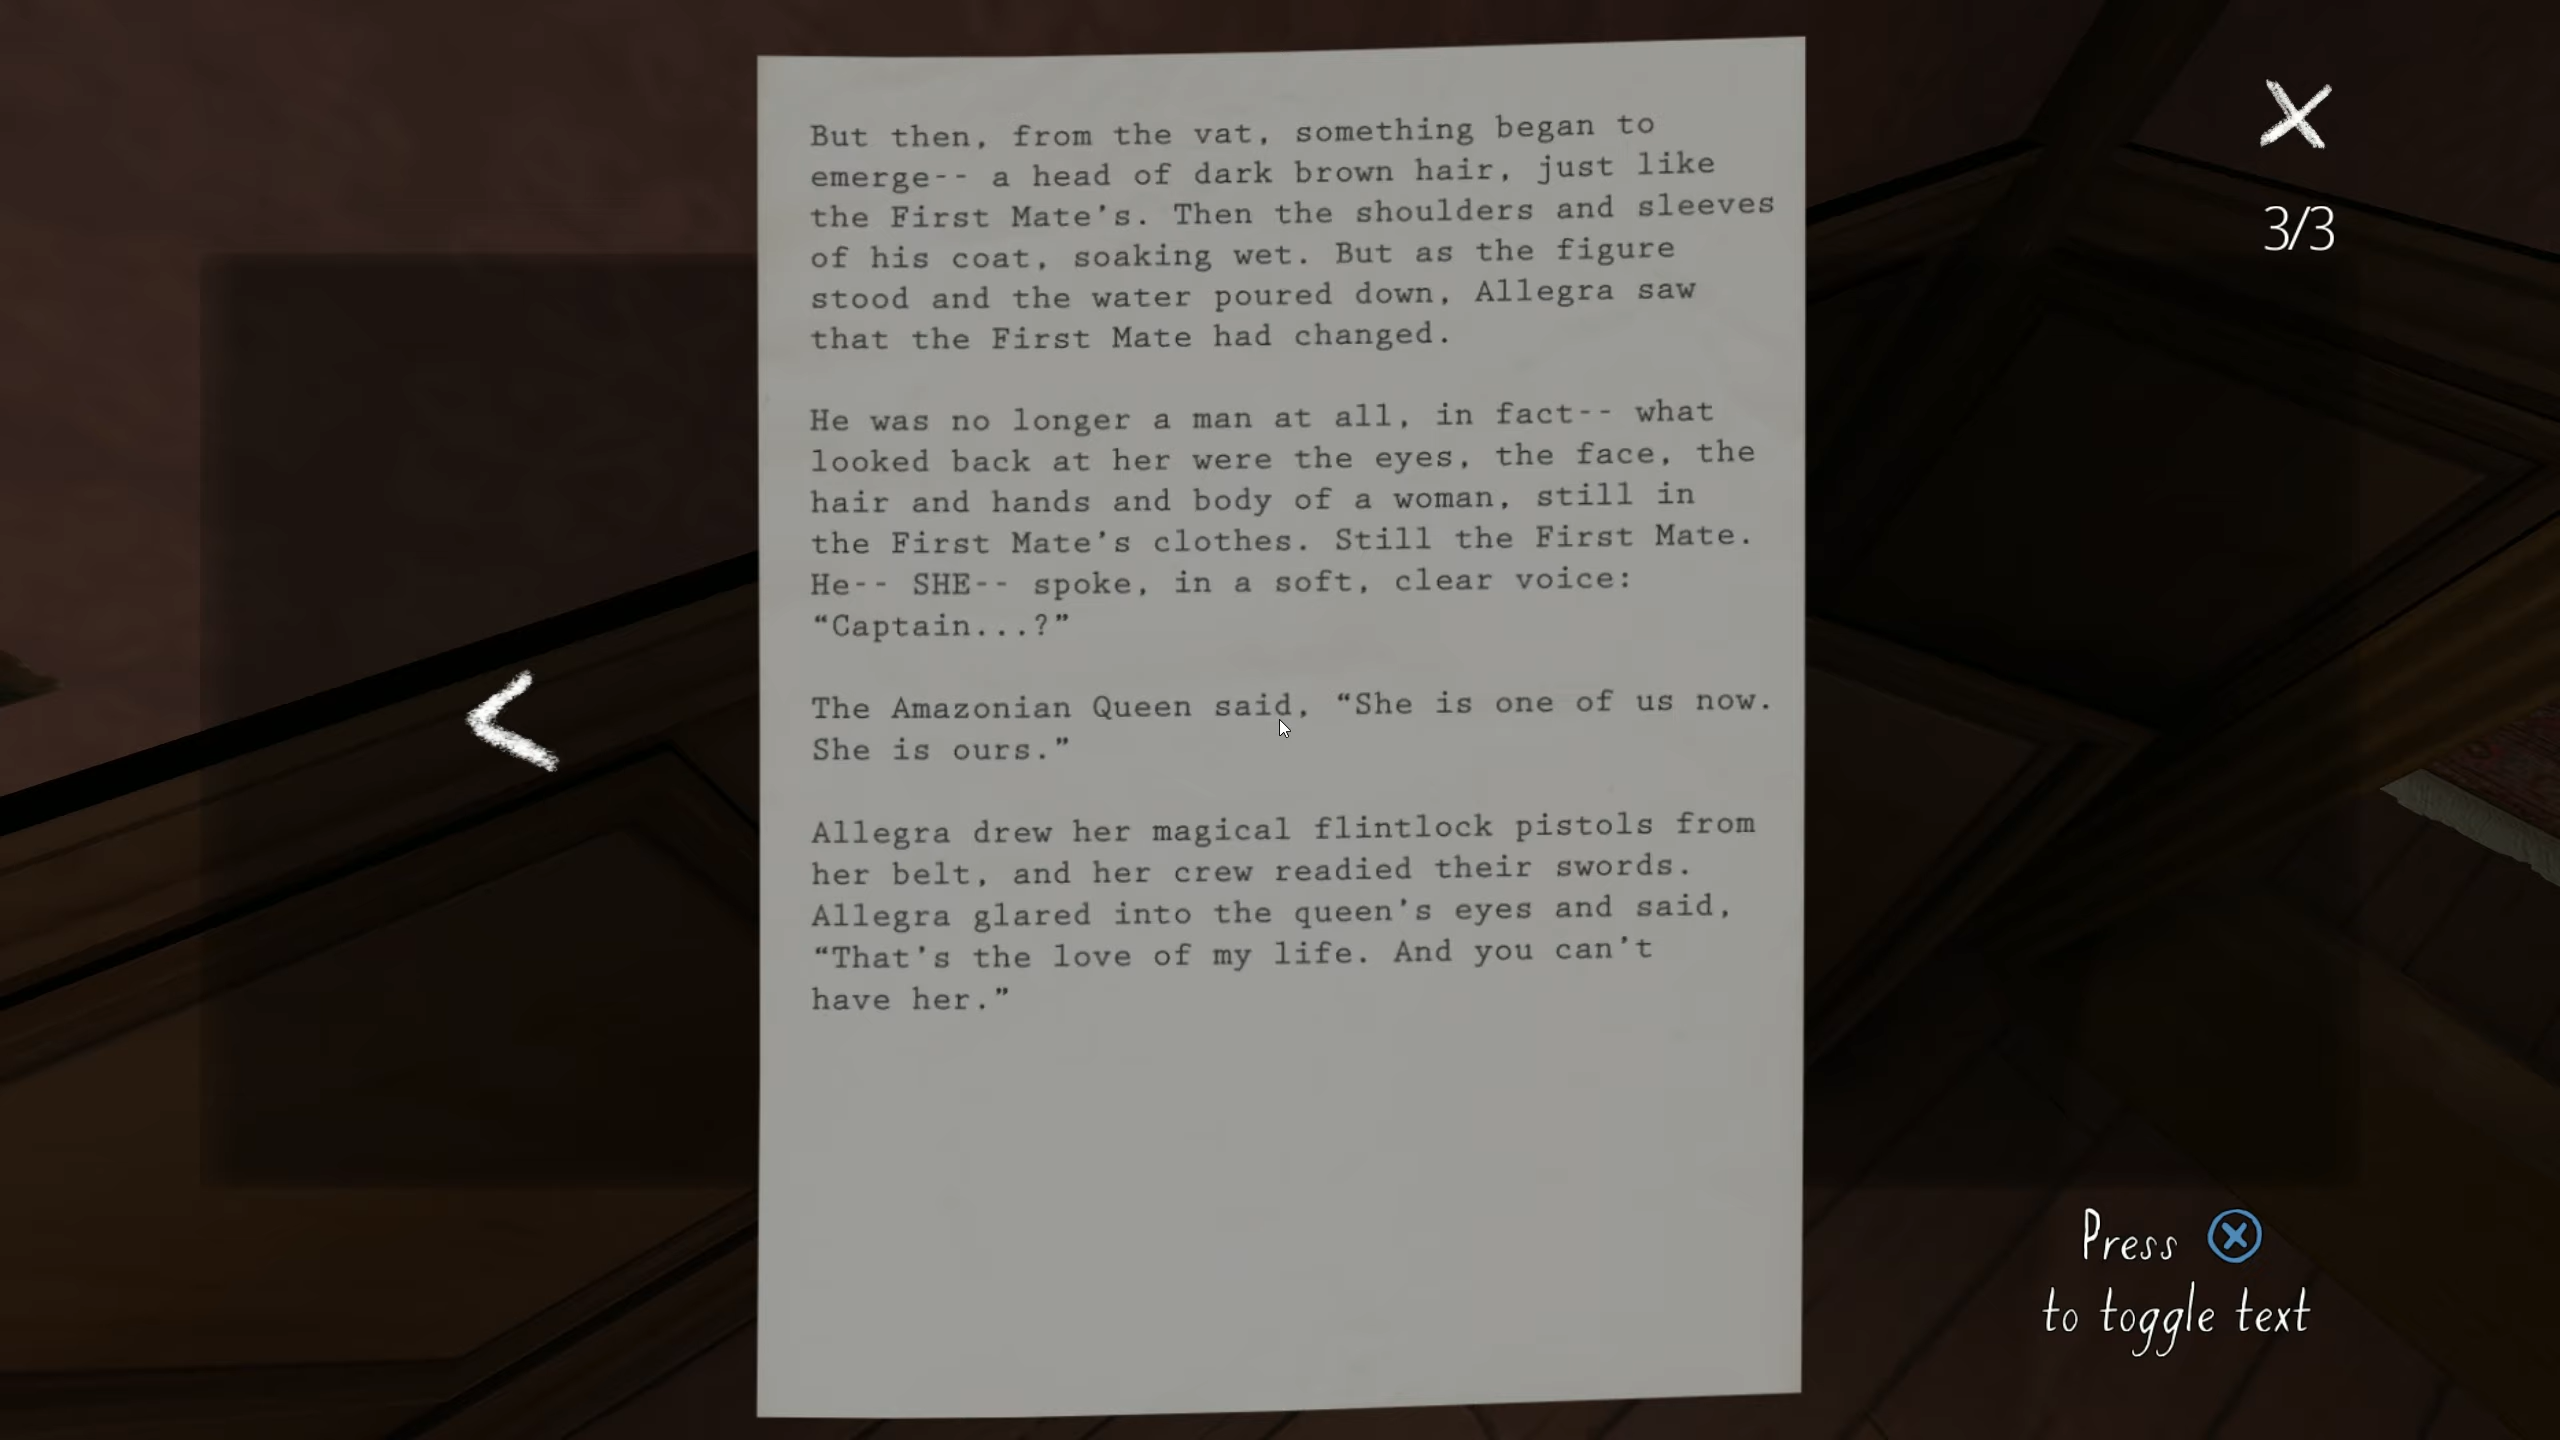 But then, from the vat, something began to
emerge-- a head of dark brown hair, just like
the First Mate's. Then the shoulders and sleeves
of his coat, soaking wet. But as the figure
stood and the water poured down, Allegra saw
that the First Mate had changed.
He was no longer a man at all, in fact-- what
looked back at her were the eyes, the face, the
hair and hands and body of a woman, still in
the First Mate's clothes. Still the First Mate.
He-- SHE-- spoke, in a soft, clear voice:
“Captain...?”
The Amazonian Queen said, “She is one of us now.
She is ours.”
Allegra drew her magical flintlock pistols from
her belt, and her crew readied their swords.
Allegra glared into the queen's eyes and said,
“That's the love of my life. And you can't
have her.”
3/3
Press
to toggle text